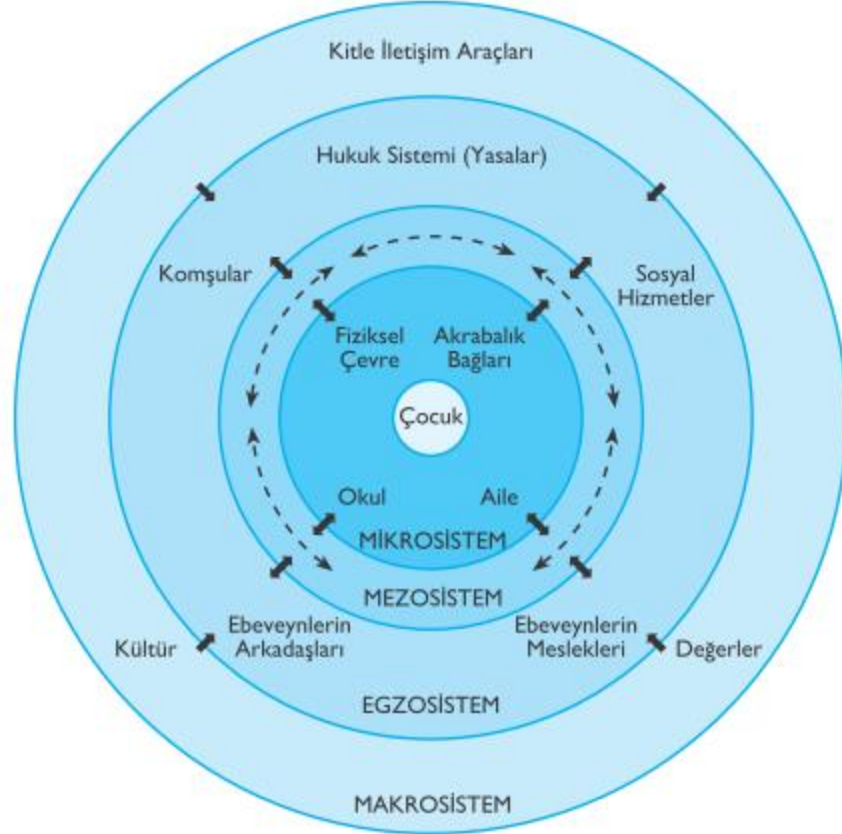 Kitle İletişim Araçları
Hukuk Sistemi (Yasalar)
Komşular
Sosyal
Hizmetler
Fiziksel
Çevre
Akrabalık
Bağları
Çocuk
Okul
Aile
MİKROSİSTEM
MEZOSİSTEM
Kültür
Ebeveynlerin
Arkadaşları
Ebeveynlerin
Meslekleri
Değerler
EGZOSİSTEM
MAKROSİSTEM